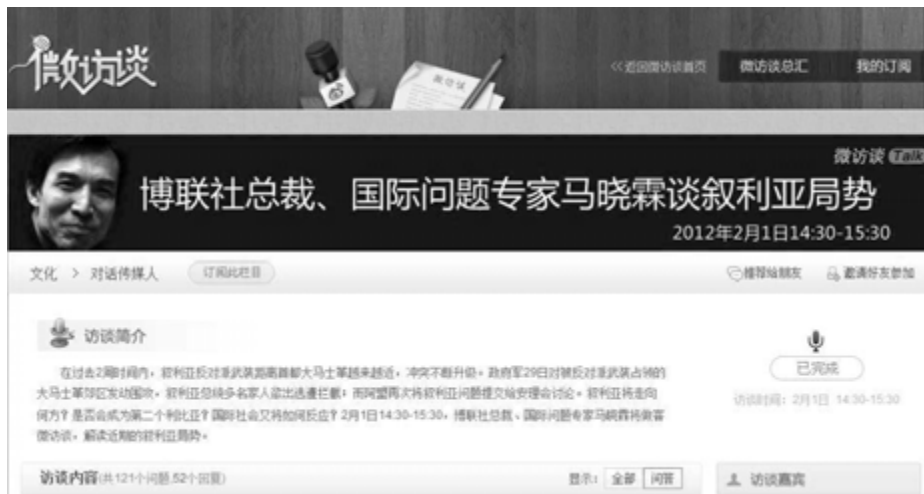 微访谈
<<返回微访谈首页 微访谈总汇 我的订阅
微访谈 Talk
博联社总裁、国际问题专家马晓霖谈叙利亚局势
2012年2月1日14:30-15:30
文化 > 对话传媒人 订阅此栏目 推荐给朋友 邀请好友参加
访谈简介
在过去2周时间内，叙利亚反对派武装距离首都大马士革越来越近，冲突不断升级。政府军29日对被反对派武装占领的
大马士革郊区发动围攻，叙利亚总统多名家人欲出逃遭拦截；而阿盟再次将叙利亚问题提交给安理会讨论。叙利亚将走向
何方？是否会成为第二个利比亚？国际社会又将如何反应？2月1日14:30-15:30，博联社总裁、国际问题专家马晓霖将做客
微访谈，解读近期的叙利亚局势。
已完成
访谈时间：2月1日 14:30-15:30
访谈内容(共121个问题,52个回复) 显示： 全部 问答
访谈嘉宾